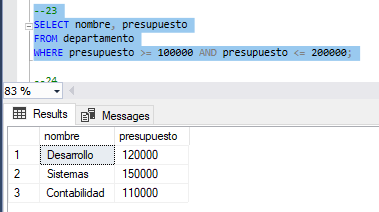 --23
SELECT nombre, presupuesto
FROM departamento
WHERE presupuesto >= 100000 AND presupuesto <= 200000;
--24
83 %
Results Messages
nombre presupuesto
1 Desarrollo 120000
2 Sistemas 150000
3 Contabilidad 110000